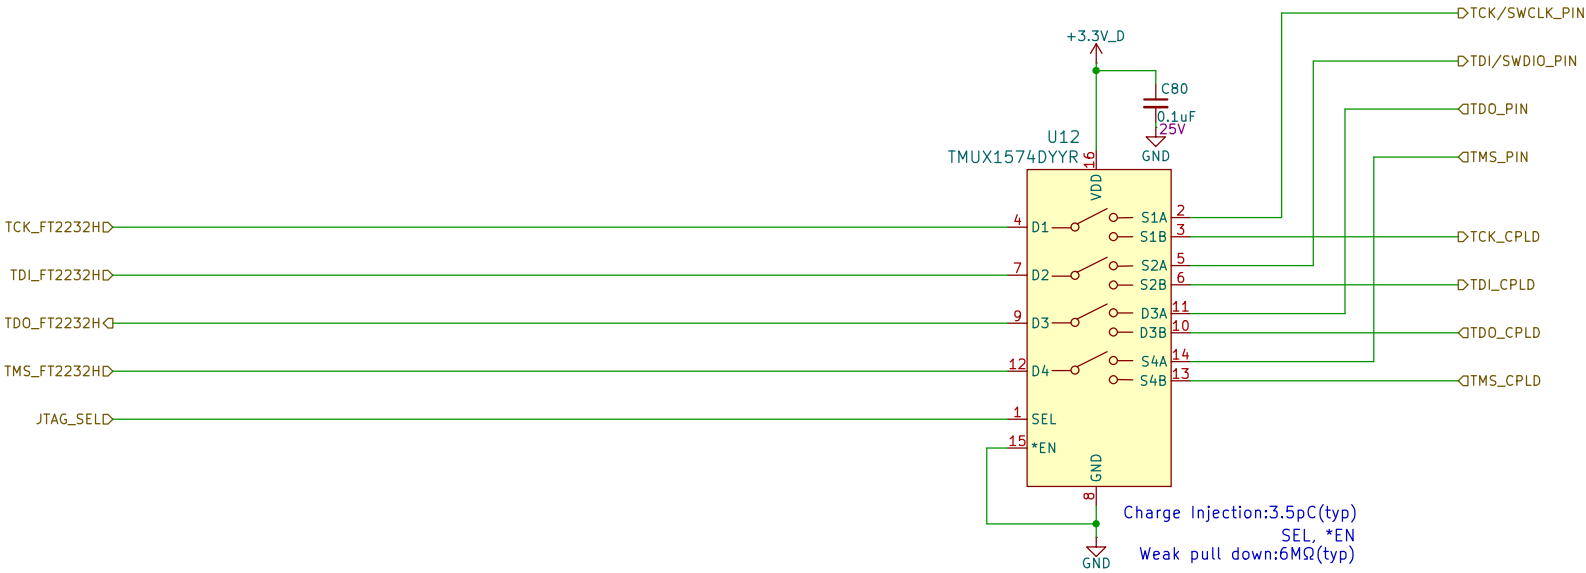 TCK/SWCLK_PIN
+3.3V_D
TDI/SWDIO_PIN
C80
TDO_PIN
0.1uF
25V
U12
GND
TMS_PIN
TMUX1574DYYR
16
VDD
TCK_FT2232H
4
D1
S1A
2
S1B
3
TCK_CPLD
TDI_FT2232H
7
D2
S2A
5
S2B
6
TDI_CPLD
TDO_FT2232H
9
D3
D3A
11
D3B
10
TDO_CPLD
TMS_FT2232H
12
D4
S4A
14
S4B
13
TMS_CPLD
JTAG_SEL
1
SEL
15
*EN
GND
8
Charge Injection:3.5pC(typ)
SEL, *EN
Weak pull down:6MΩ(typ)
GND